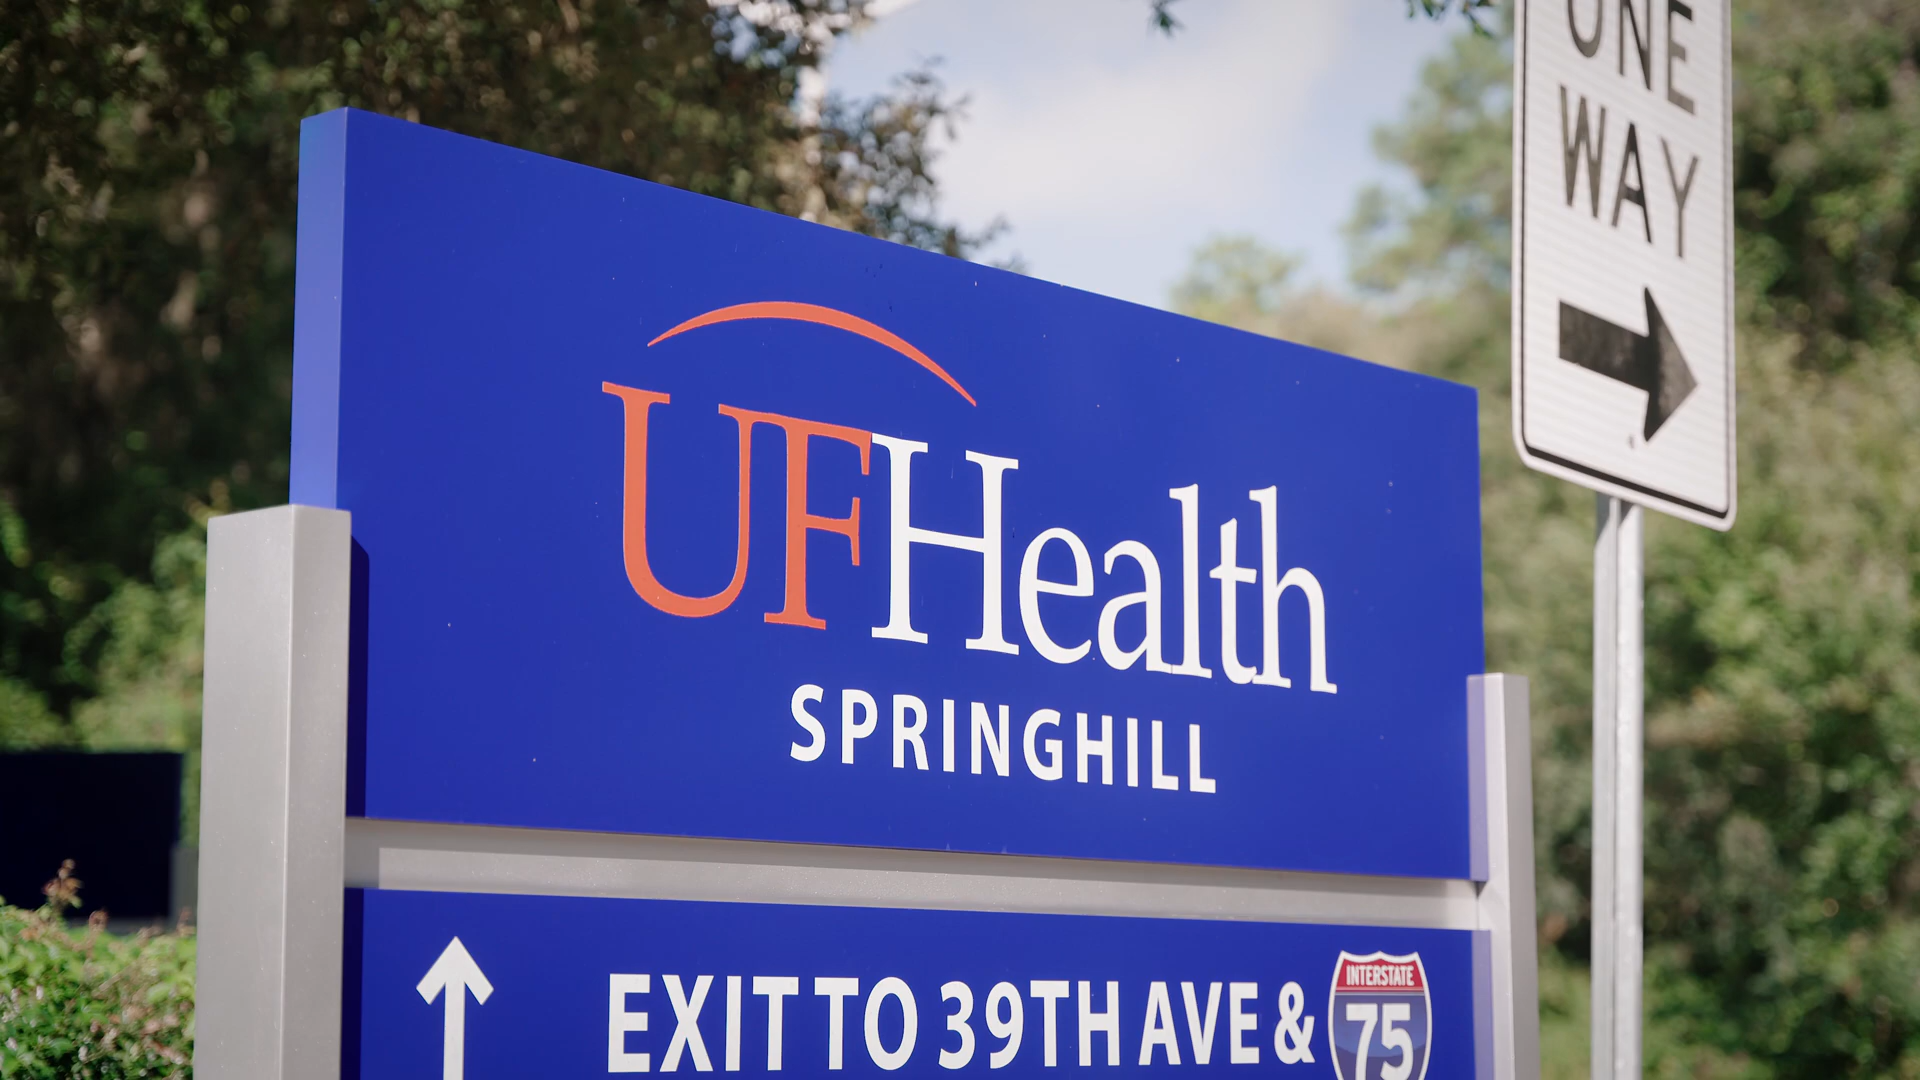 ONE
WAY
UFHealth
SPRINGHILL
EXIT TO 39TH AVE &
INTERSTATE
75